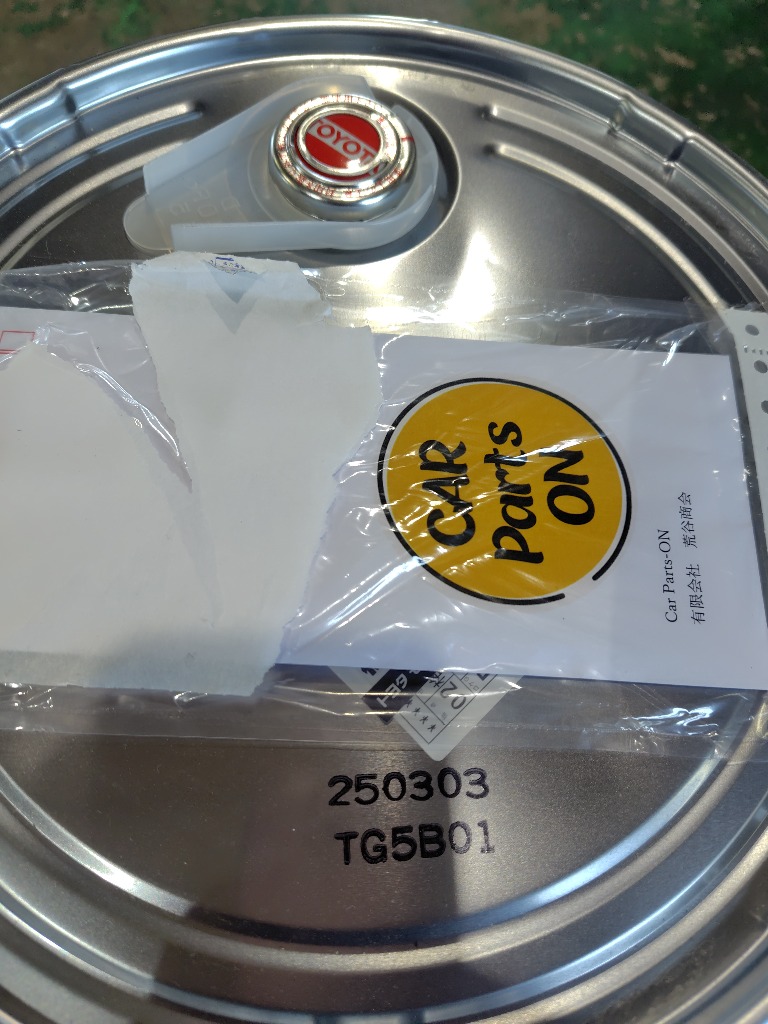 TOYOTA
CAR
Parts
ON
Car Parts-ON
有限会社　荒谷商会
250303
TG5B01